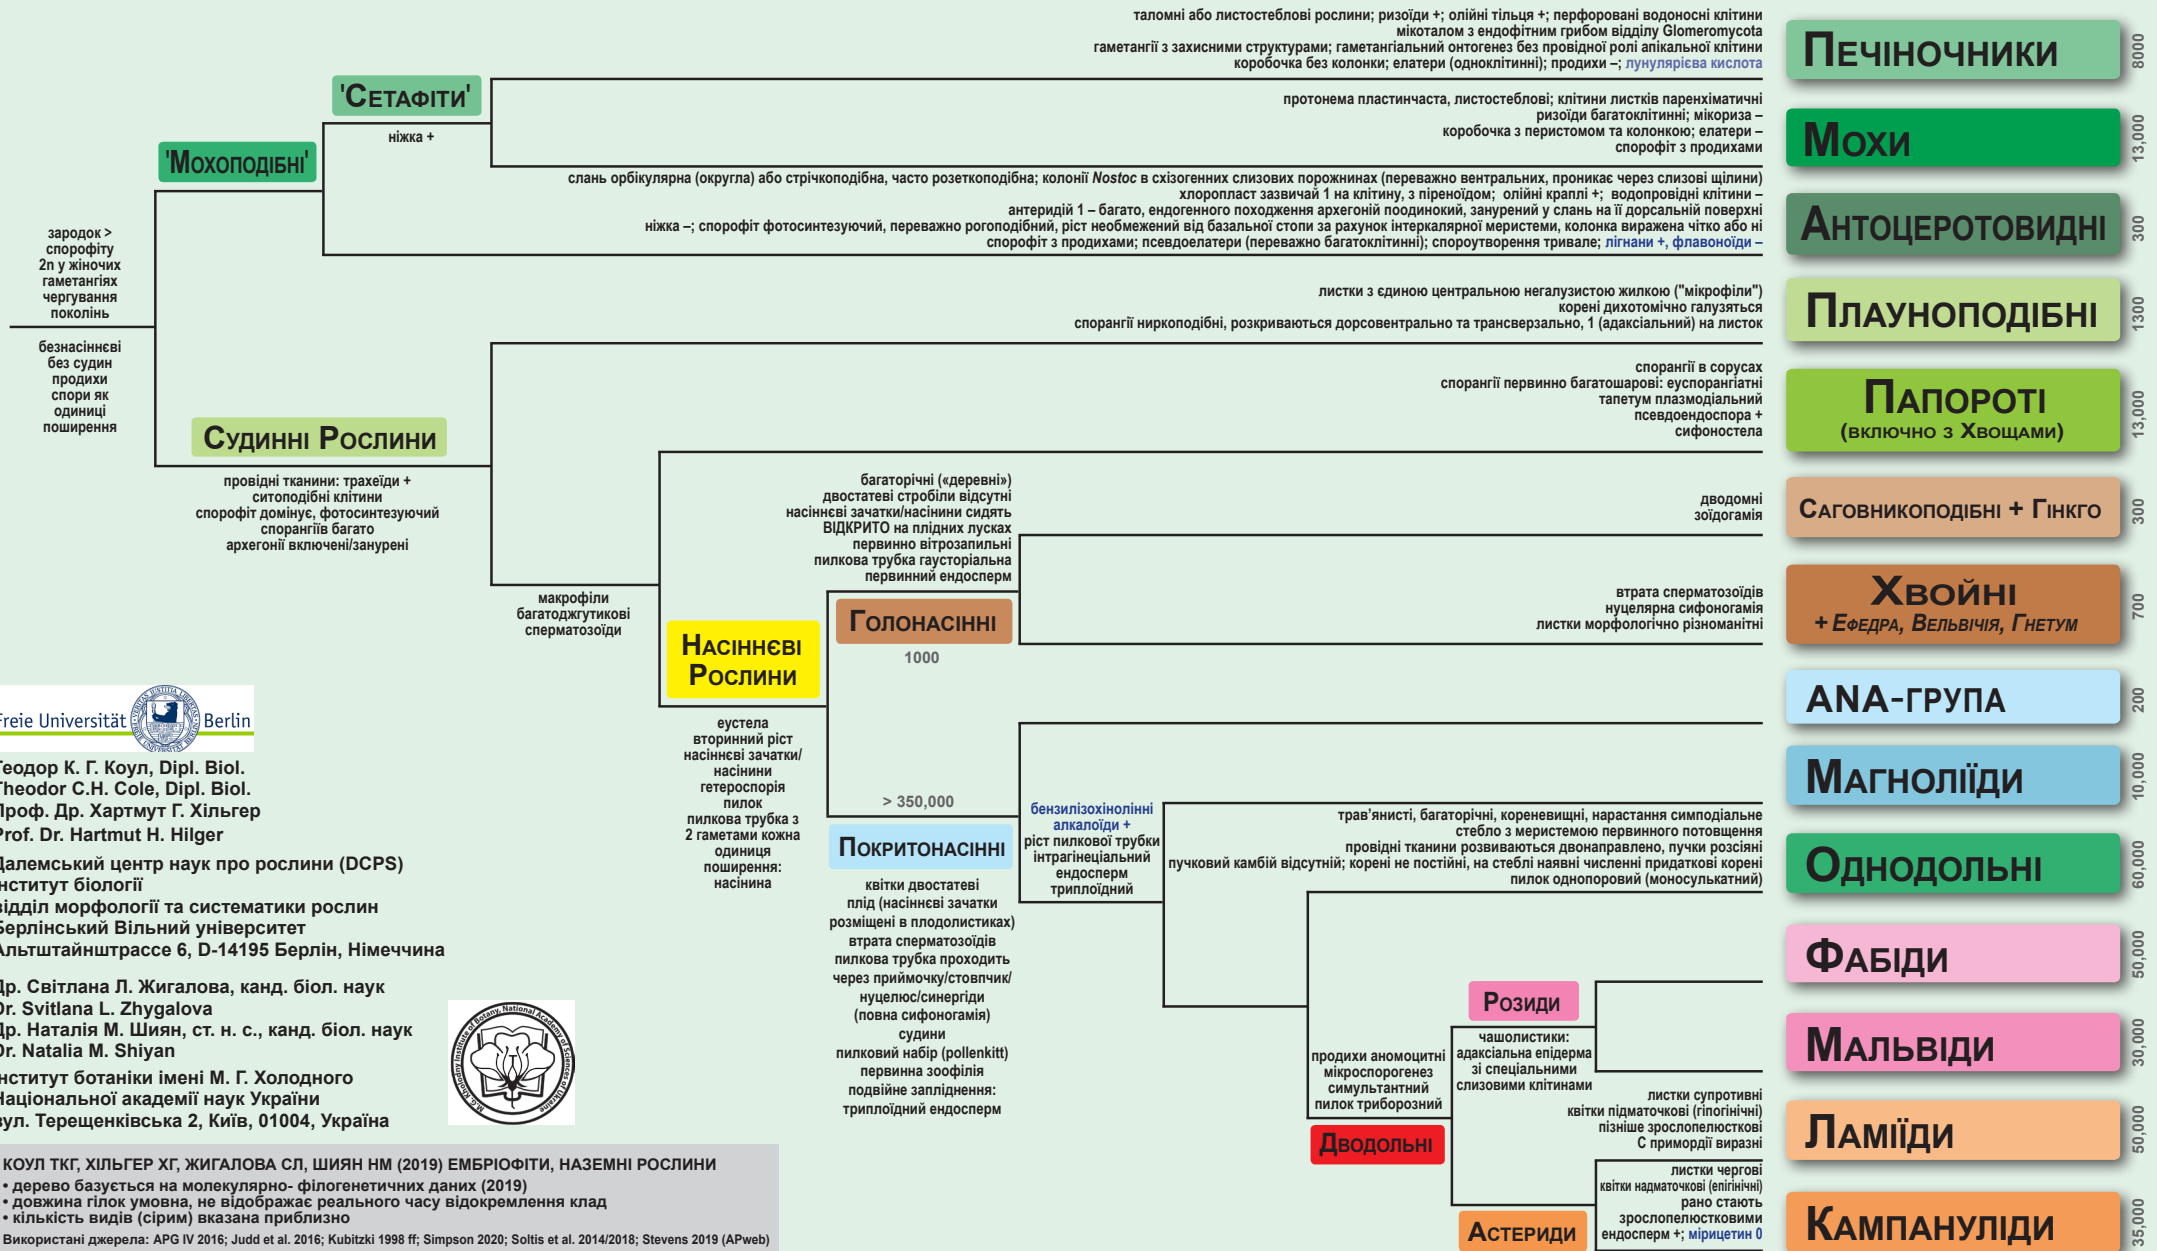 таломні або листостеблові рослини; ризоїди +; олійні тільця +; перфоровані водоносні клітини
мікоталом з ендофітним грибом відділу Glomeromycota
гаметангії з захисними структурами; гаметангіальний онтогенез без провідної ролі апікальної клітини
коробочка без колонки; елатери (одноклітинні); продихи –; лунулярієва кислота
Печіночники
8000
'Сетафіти'
ніжка +
протонема пластинчаста, листостеблові; клітини листків паренхіматичні
ризоїди багатоклітинні; мікориза –
коробочка з перистомом та колонкою; елатери –
спорофіт з продихами
Мохи
13,000
'Мохоподібні'
слань орбікулярна (округла) або стрічкоподібна, часто розеткоподібна; колонії Nostoc в схізогенних слизових порожнинах (переважно вентральних, проникає через слизові щілини)
хлоропласт зазвичай 1 на клітину, з піреноїдом; олійні краплі +; водопровідні клітини –
антеридій 1 – багато, ендогенного походження архегоній поодинокий, занурений у слань на її дорсальній поверхні
ніжка –; спорофіт фотосинтезуючий, переважно рогоподібний, ріст необмежений від базальної стопи за рахунок інтеркалярної меристеми, колонка виражена чітко або ні
спорофіт з продихами; псевдоелатери (переважно багатоклітинні); спороутворення тривале; лігнани +, флавоноїди –
Антоцеротовидні
300
зародок >
спорофіту
2n у жіночих
гаметангіях
чергування
поколінь
безнасіннєві
без судин
продихи
спори як
одиниці
поширення
листки з єдиною центральною негалузистою жилкою ("мікрофіли")
корені дихотомічно галузяться
спорангії ниркоподібні, розкриваються дорсовентрально та трансверзально, 1 (адаксіальний) на листок
Плауноподібні
1300
Судинні Рослини
провідні тканини: трахеїди +
ситоподібні клітини
спорофіт домінує, фотосинтезуючий
спорангіїв багато
архегонії включені/занурені
спорангії в сорусах
спорангії первинно багатошарові: еуспорангіатні
тапетум плазмодіальний
псевдоендоспора +
сифоностела
Папороті
(включно з Хвощами)
13,000
макрофіли
багатоджгутикові
сперматозоїди
багаторічні («деревні»)
двостатеві стробіли відсутні
насіннєві зачатки/насінини сидять
ВІДКРИТО на плідних лусках
первинно вітрозапильні
пилкова трубка гаусторіальна
первинний ендосперм
Голонасінні
1000
дводомні
зоїдогамія
Саговникоподібні + Гінкго
300
втрата сперматозоїдів
нуцелярна сифоногамія
листки морфологічно різноманітні
Хвойні
+ Ефедра, Вельвічія, Гнетум
700
Насіннєві
Рослини
еустела
вторинний ріст
насіннєві зачатки/
насінини
гетероспорія
пилок
пилкова трубка з
2 гаметами кожна
одиниця
поширення:
насінина
ANA-група
200
Магноліїди
10,000
> 350,000
Покритонасінні
квітки двостатеві
плід (насіннєві зачатки
розміщені в плодолистиках)
втрата сперматозоїдів
пилкова трубка проходить
через приймочку/стовпчик/
нуцелюс/синергіди
(повна сифоногамія)
судини
пилковий набір (pollenkitt)
первинна зоофілія
подвійне запліднення:
триплоїдний ендосперм
бензилізохінолінні
алкалоїди +
ріст пилкової трубки
інтрагінеціальний
ендосперм
триплоїдний
трав’янисті, багаторічні, кореневищні, наростання симподіальне
стебло з меристемою первинного потовщення
провідні тканини розвиваються двонаправлено, пучки розсіяні
пучковий камбій відсутній; корені не постійні, на стеблі наявні численні придаткові корені
пилок однопоровий (моносулькатний)
Однодольні
60,000
Фабіди
50,000
Розиди
чашолистики:
адаксіальна епідерма
зі спеціальними
слизовими клітинами
Мальвіди
30,000
продихи аномоцитні
мікроспорогенез
симультантний
пилок триборозний
Дводольні
листки супротивні
квітки підматочкові (гіпогінічні)
пізніше зрослопелюсткові
С примордії виразні
Ламіїди
50,000
Астериди
листки чергові
квітки надматочкові (епігінічні)
рано стають
зрослопелюстковими
ендосперм +; мірицетин 0
Кампануліди
35,000
Freie Universität Berlin
Теодор К. Г. Коул, Dipl. Biol.
Theodor C.H. Cole, Dipl. Biol.
Проф. Др. Хартмут Г. Хільгер
Prof. Dr. Hartmut H. Hilger
Далемський центр наук про рослини (DCPS)
Інститут біології
відділ морфології та систематики рослин
Берлінський Вільний університет
Альтштайнштрассе 6, D-14195 Берлін, Німеччина
Др. Світлана Л. Жигалова, канд. біол. наук
Dr. Svitlana L. Zhygalova
Др. Наталія М. Шиян, ст. н. с., канд. біол. наук
Dr. Natalia M. Shiyan
Інститут ботаніки імені М. Г. Холодного
Національної академії наук України
вул. Терещенківська 2, Київ, 01004, Україна
M.G. Kholodny Institute of Botany, National Academy of Sciences of Ukraine
КОУЛ ТКГ, ХІЛЬГЕР ХГ, ЖИГАЛОВА СЛ, ШИЯН НМ (2019) ЕМБРІОФІТИ, НАЗЕМНІ РОСЛИНИ
• дерево базується на молекулярно- філогенетичних даних (2019)
• довжина гілок умовна, не відображає реального часу відокремлення клад
• кількість видів (сірим) вказана приблизно
Використані джерела: APG IV 2016; Judd et al. 2016; Kubitzki 1998 ff; Simpson 2020; Soltis et al. 2014/2018; Stevens 2019 (APweb)